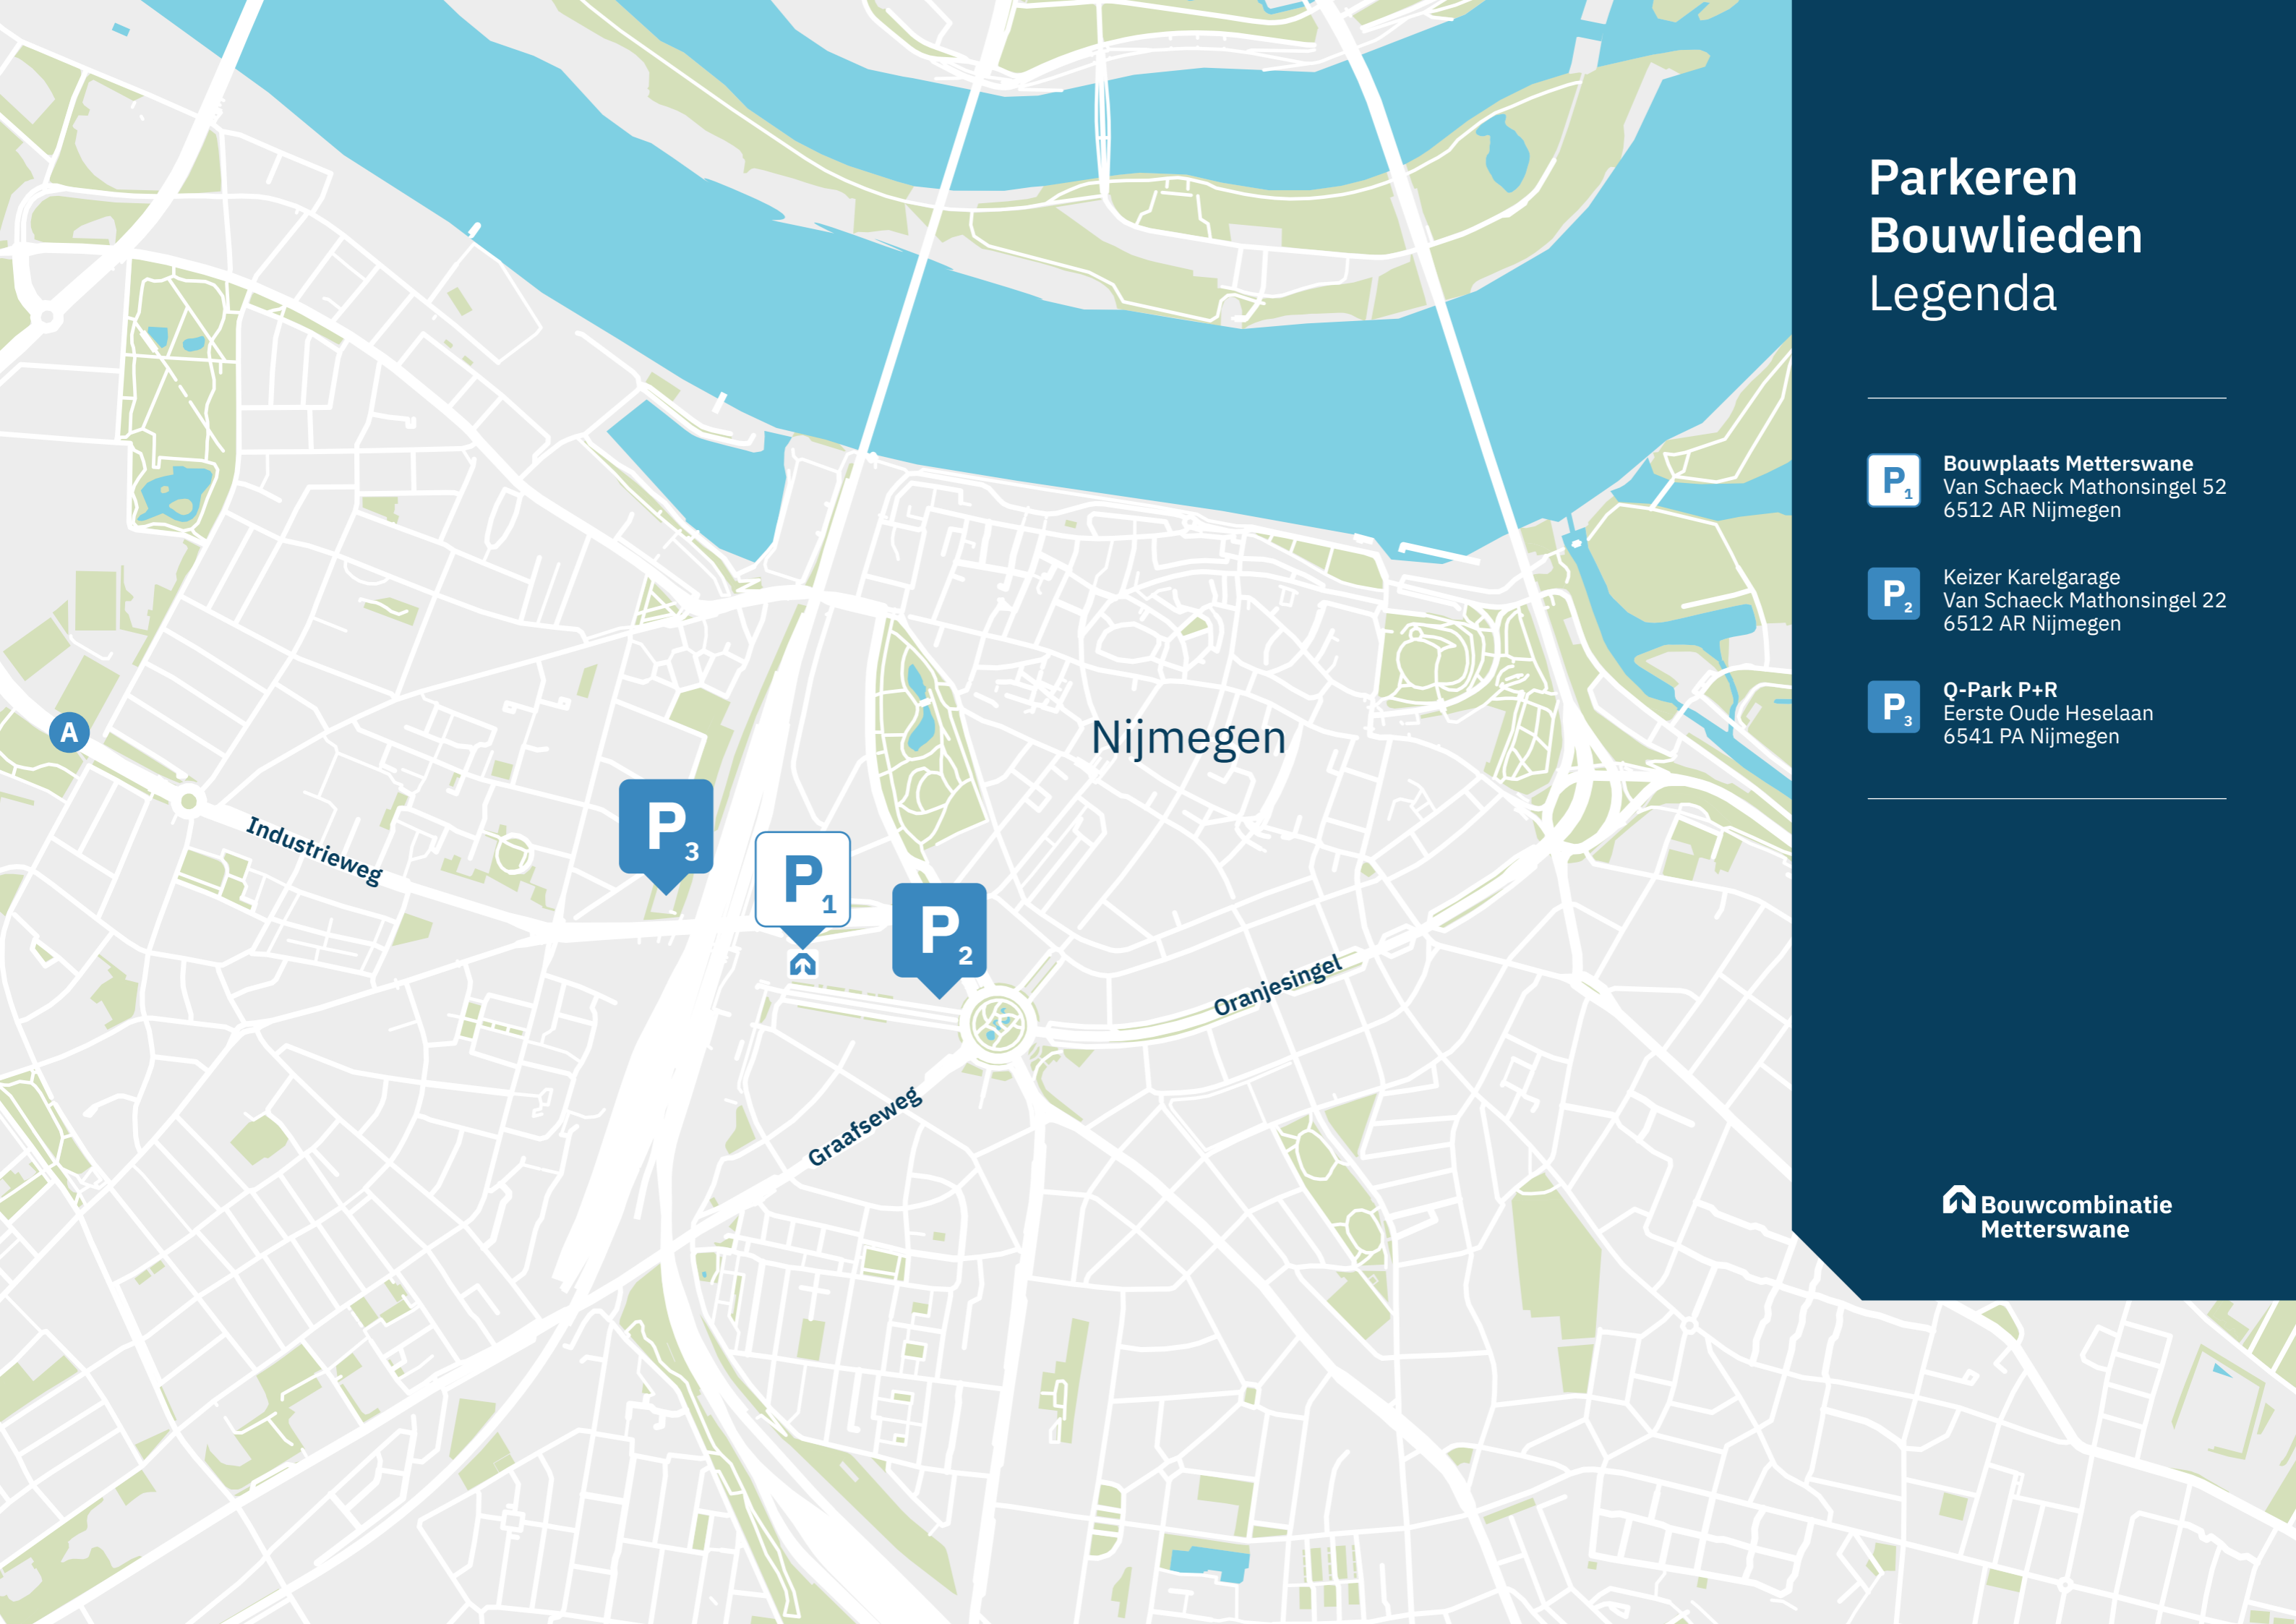 Parkeren
Bouwlieden
Legenda
P1
Bouwplaats Metterswane
Van Schaeck Mathonsingel 52
6512 AR Nijmegen
P2
Keizer Karelgarage
Van Schaeck Mathonsingel 22
6512 AR Nijmegen
P3
Q-Park P+R
Eerste Oude Heselaan
6541 PA Nijmegen
Bouwcombinatie
Metterswane
Nijmegen
A
Industrieweg
P3
P1
P2
Oranjesingel
Graafseweg